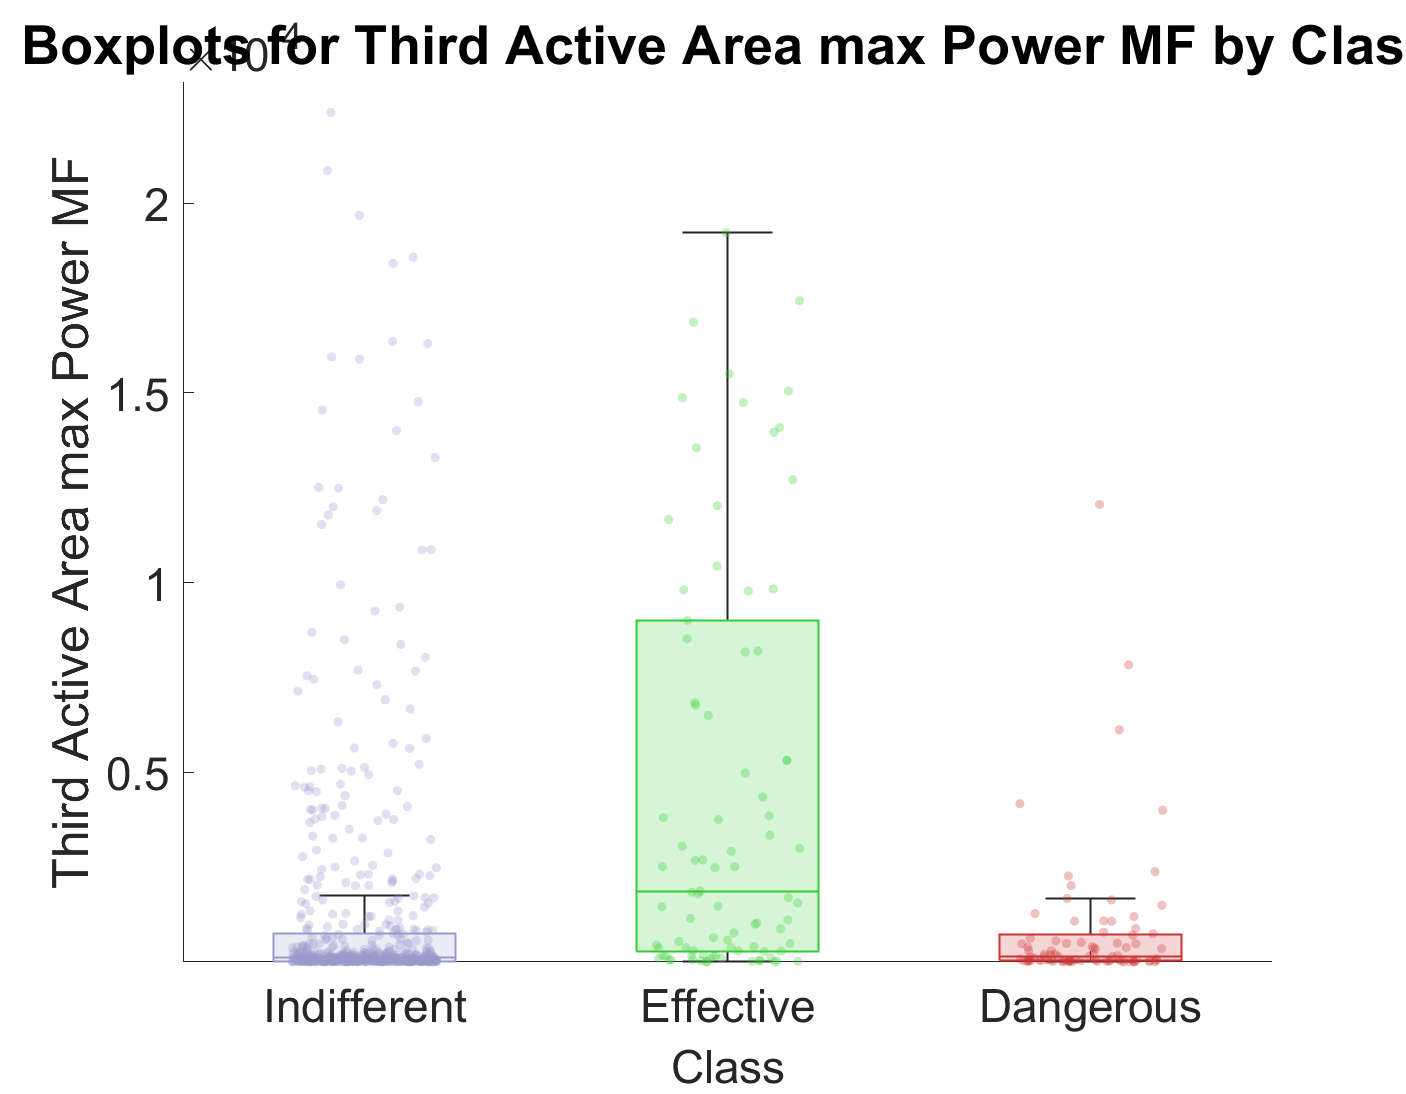 Boxplots for Third Active Area max Power MF by Clas
× 10^4
Third Active Area max Power MF
2
1.5
1
0.5
Indifferent
Effective
Dangerous
Class